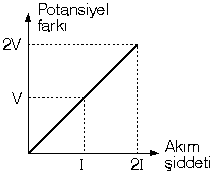 Potansiyel
farkı
2V
V
I
2I
Akım
şiddeti